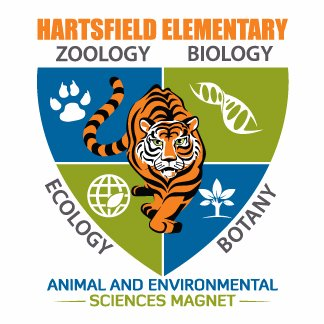 HARTSFIELD ELEMENTARY
ZOOLOGY BIOLOGY
ECOLOGY BOTANY
ANIMAL AND ENVIRONMENTAL
SCIENCES MAGNET